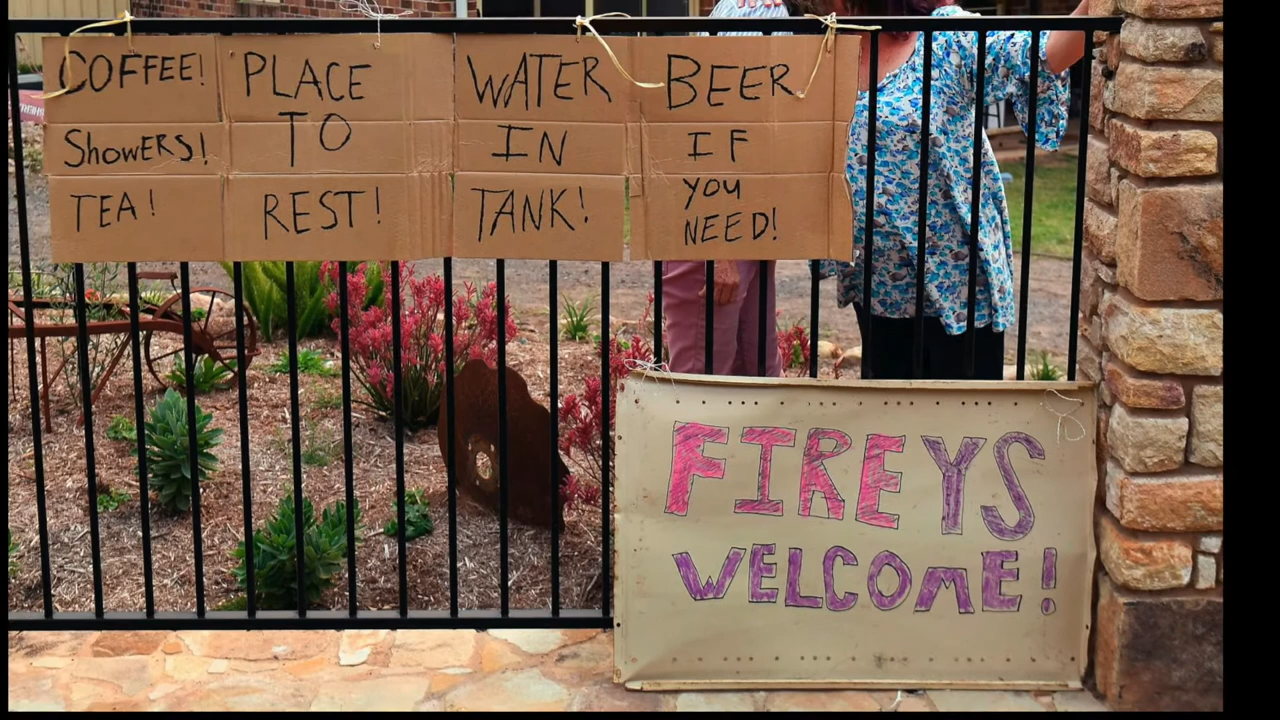 COFFEE!
SHOWERS!
TEA!
PLACE
TO
REST!
WATER
IN
TANK!
BEER
IF
YOU
NEED!
FIREYS
WELCOME!